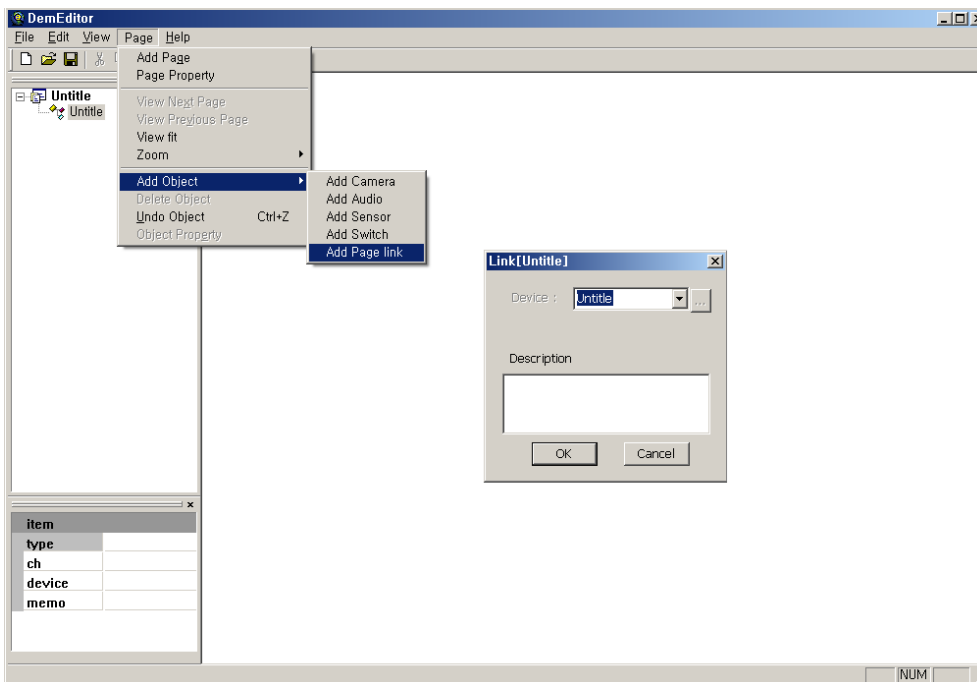 DemEditor
File Edit View Page Help
Add Page
Page Property
View Next Page
View Previous Page
View fit
Zoom
Add Object
Delete Object
Undo Object Ctrl+Z
Object Property
Add Camera
Add Audio
Add Sensor
Add Switch
Add Page link
Untitle
Untitle
Link[Untitle]
Device : Untitle ...
Description
OK Cancel
item
type
ch
device
memo
NUM